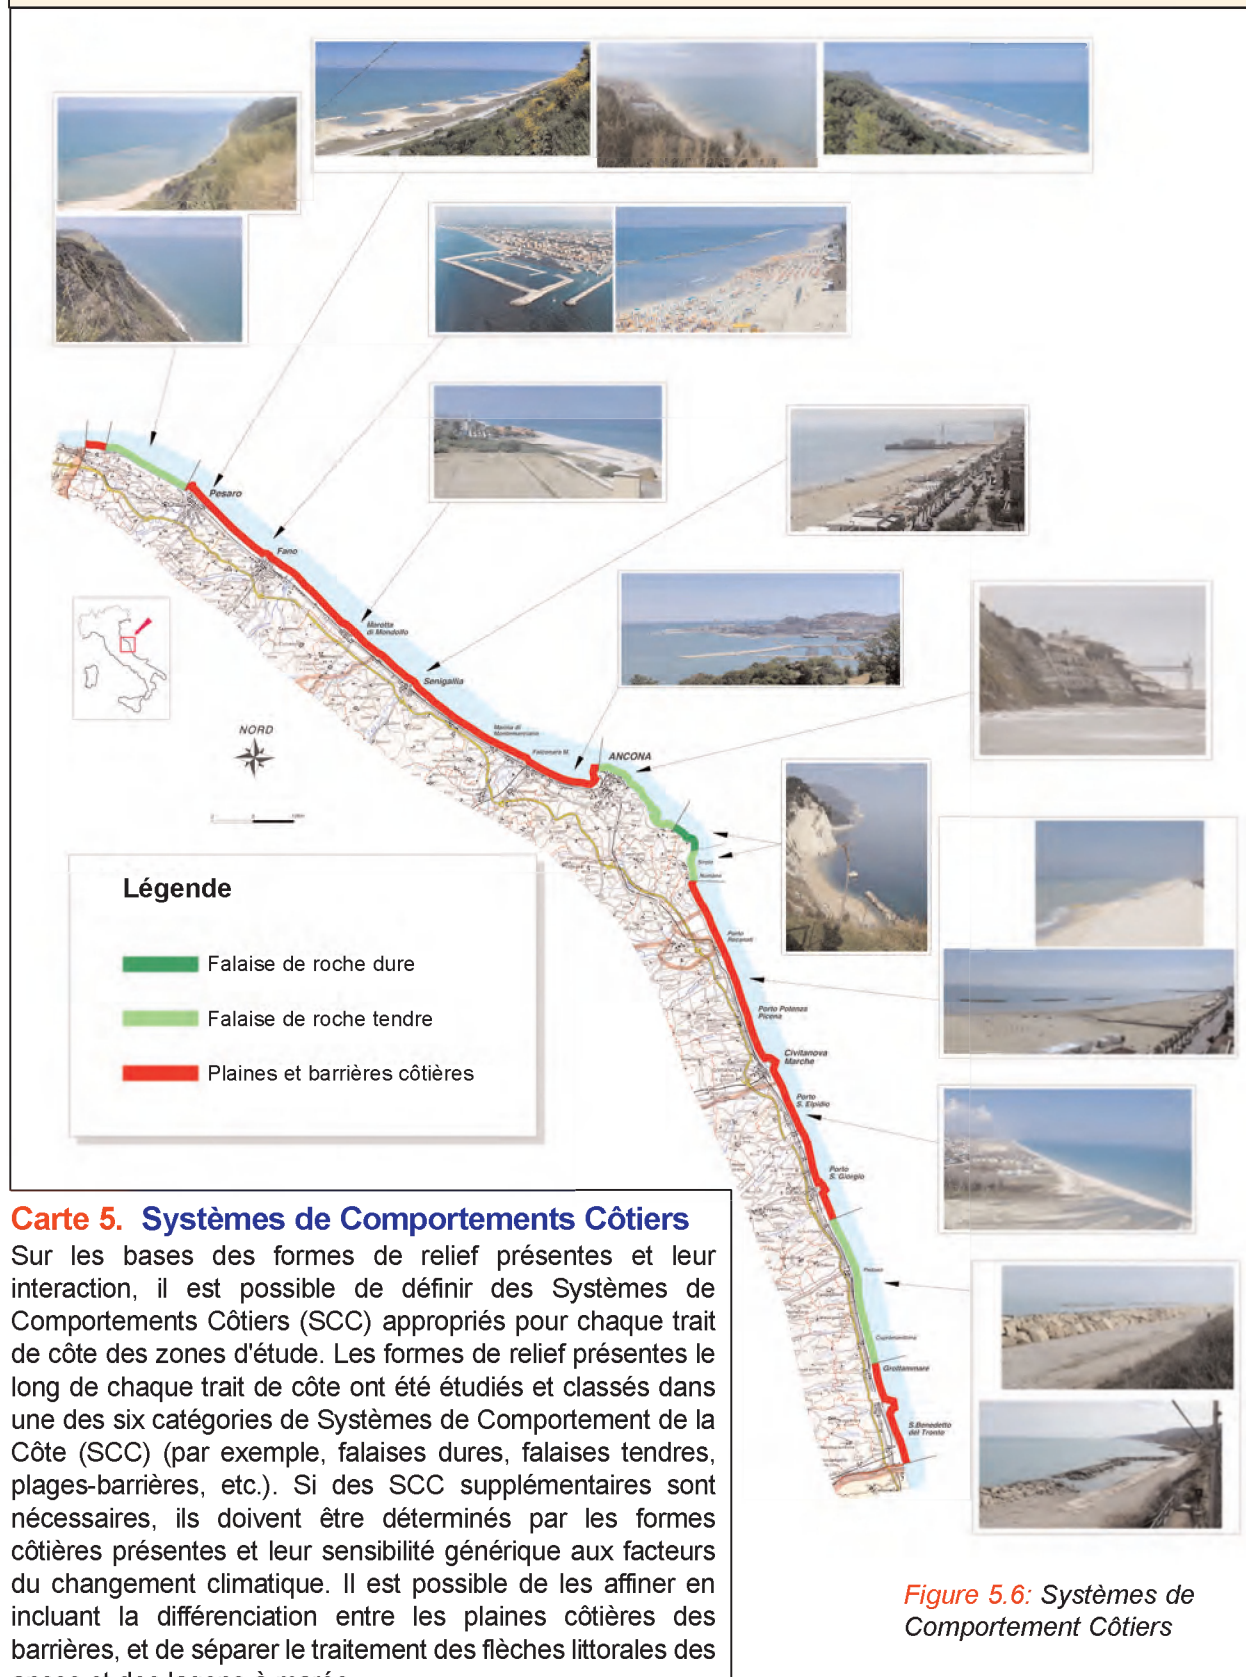 Pesaro
Fano
Marotta
di Mondolfo
Senigallia
Marina di
Montemarciano
Falconara M.
ANCONA
NORD
Sirolo
Numana
Porto
Recanati
Porto Potenza
Picena
Civitanova
Marche
Porto
S. Elpidio
Porto
S. Giorgio
Pedaso
Cupramarittima
Grottammare
S.Benedetto
del Tronto
Légende
Falaise de roche dure
Falaise de roche tendre
Plaines et barrières côtières
Carte 5. Systèmes de Comportements Côtiers
Sur les bases des formes de relief présentes et leur
interaction, il est possible de définir des Systèmes de
Comportements Côtiers (SCC) appropriés pour chaque trait
de côte des zones d'étude. Les formes de relief présentes le
long de chaque trait de côte ont été étudiés et classés dans
une des six catégories de Systèmes de Comportement de la
Côte (SCC) (par exemple, falaises dures, falaises tendres,
plages-barrières, etc.). Si des SCC supplémentaires sont
nécessaires, ils doivent être déterminés par les formes
côtières présentes et leur sensibilité générique aux facteurs
du changement climatique. Il est possible de les affiner en
incluant la différenciation entre les plaines côtières des
barrières, et de séparer le traitement des flèches littorales des
Figure 5.6: Systèmes de
Comportement Côtiers